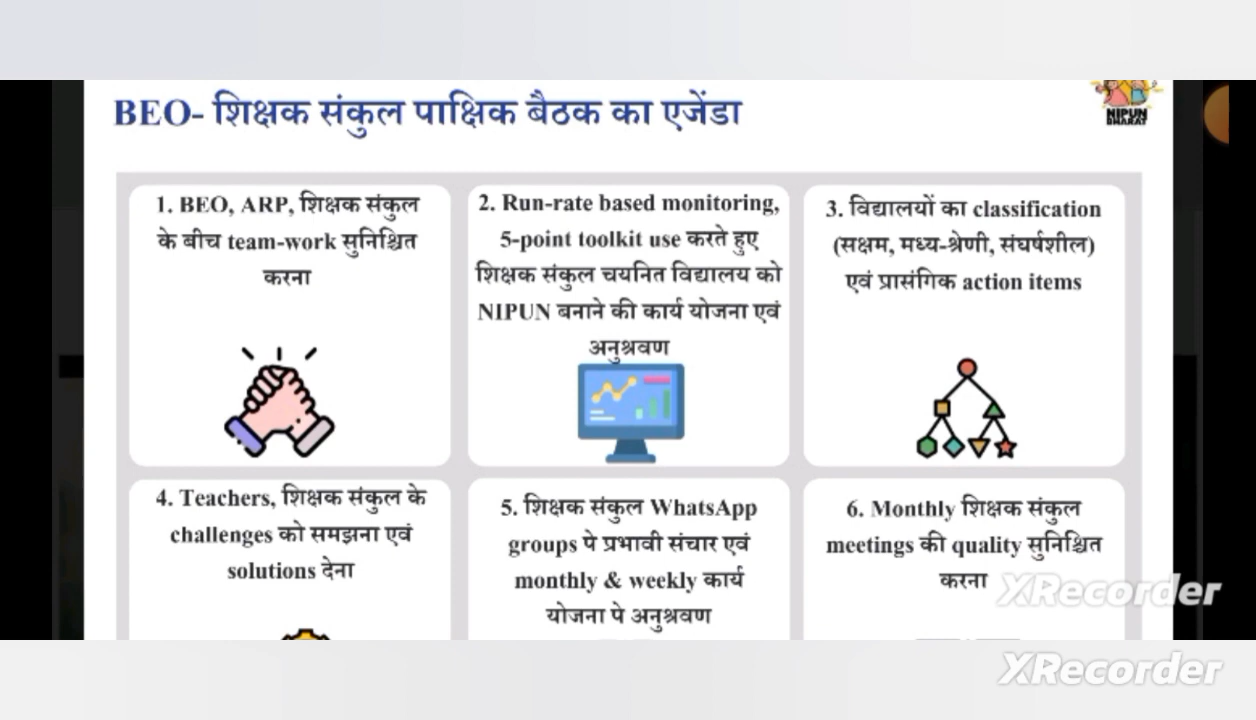 BEO- शिक्षक संकुल पाक्षिक बैठक का एजेंडा
NIPUN
BHARAT
1. BEO, ARP, शिक्षक संकुल
के बीच team-work सुनिश्चित
करना
2. Run-rate based monitoring,
5-point toolkit use करते हुए
शिक्षक संकुल चयनित विद्यालय को
NIPUN बनाने की कार्य योजना एवं
अनुश्रवण
3. विद्यालयों का classification
(सक्षम, मध्य-श्रेणी, संघर्षशील)
एवं प्रासंगिक action items
4. Teachers, शिक्षक संकुल के
challenges को समझना एवं
solutions देना
5. शिक्षक संकुल WhatsApp
groups पे प्रभावी संचार एवं
monthly & weekly कार्य
योजना पे अनुश्रवण
6. Monthly शिक्षक संकुल
meetings की quality सुनिश्चित
करना
XRecorder
XRecorder